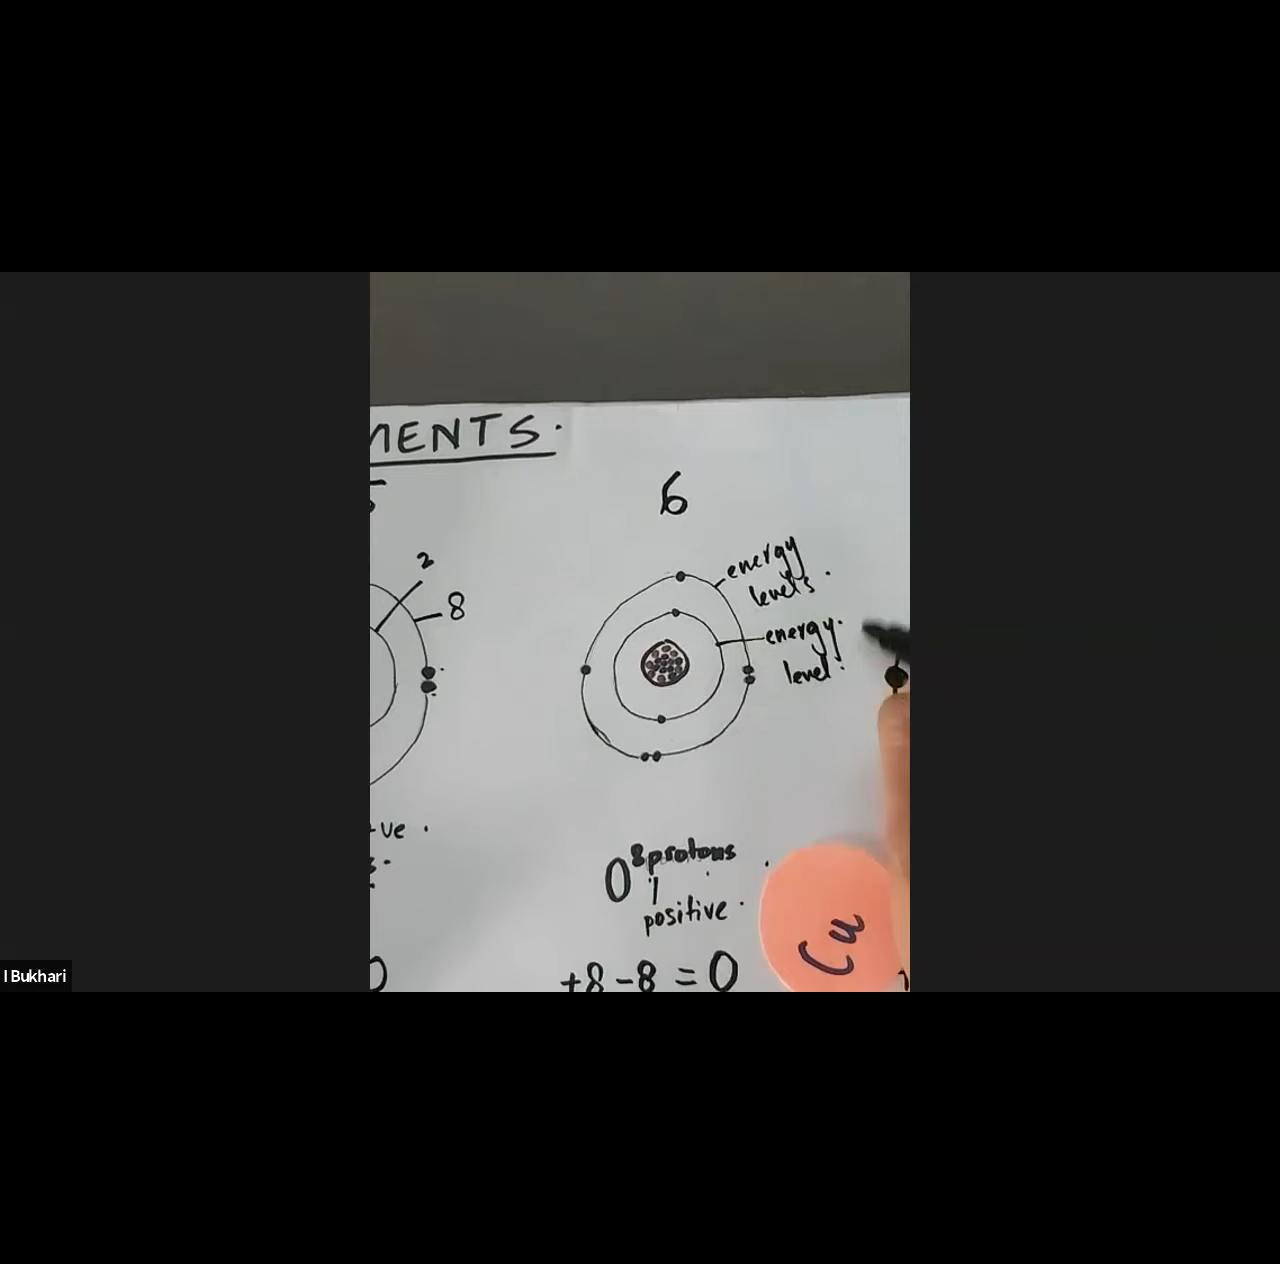 MENTS.
6
2
8
energy
levels.
energy.
level.
-ve .
O 8 protons
positive .
+8 -8 = 0
Cu
I Bukhari